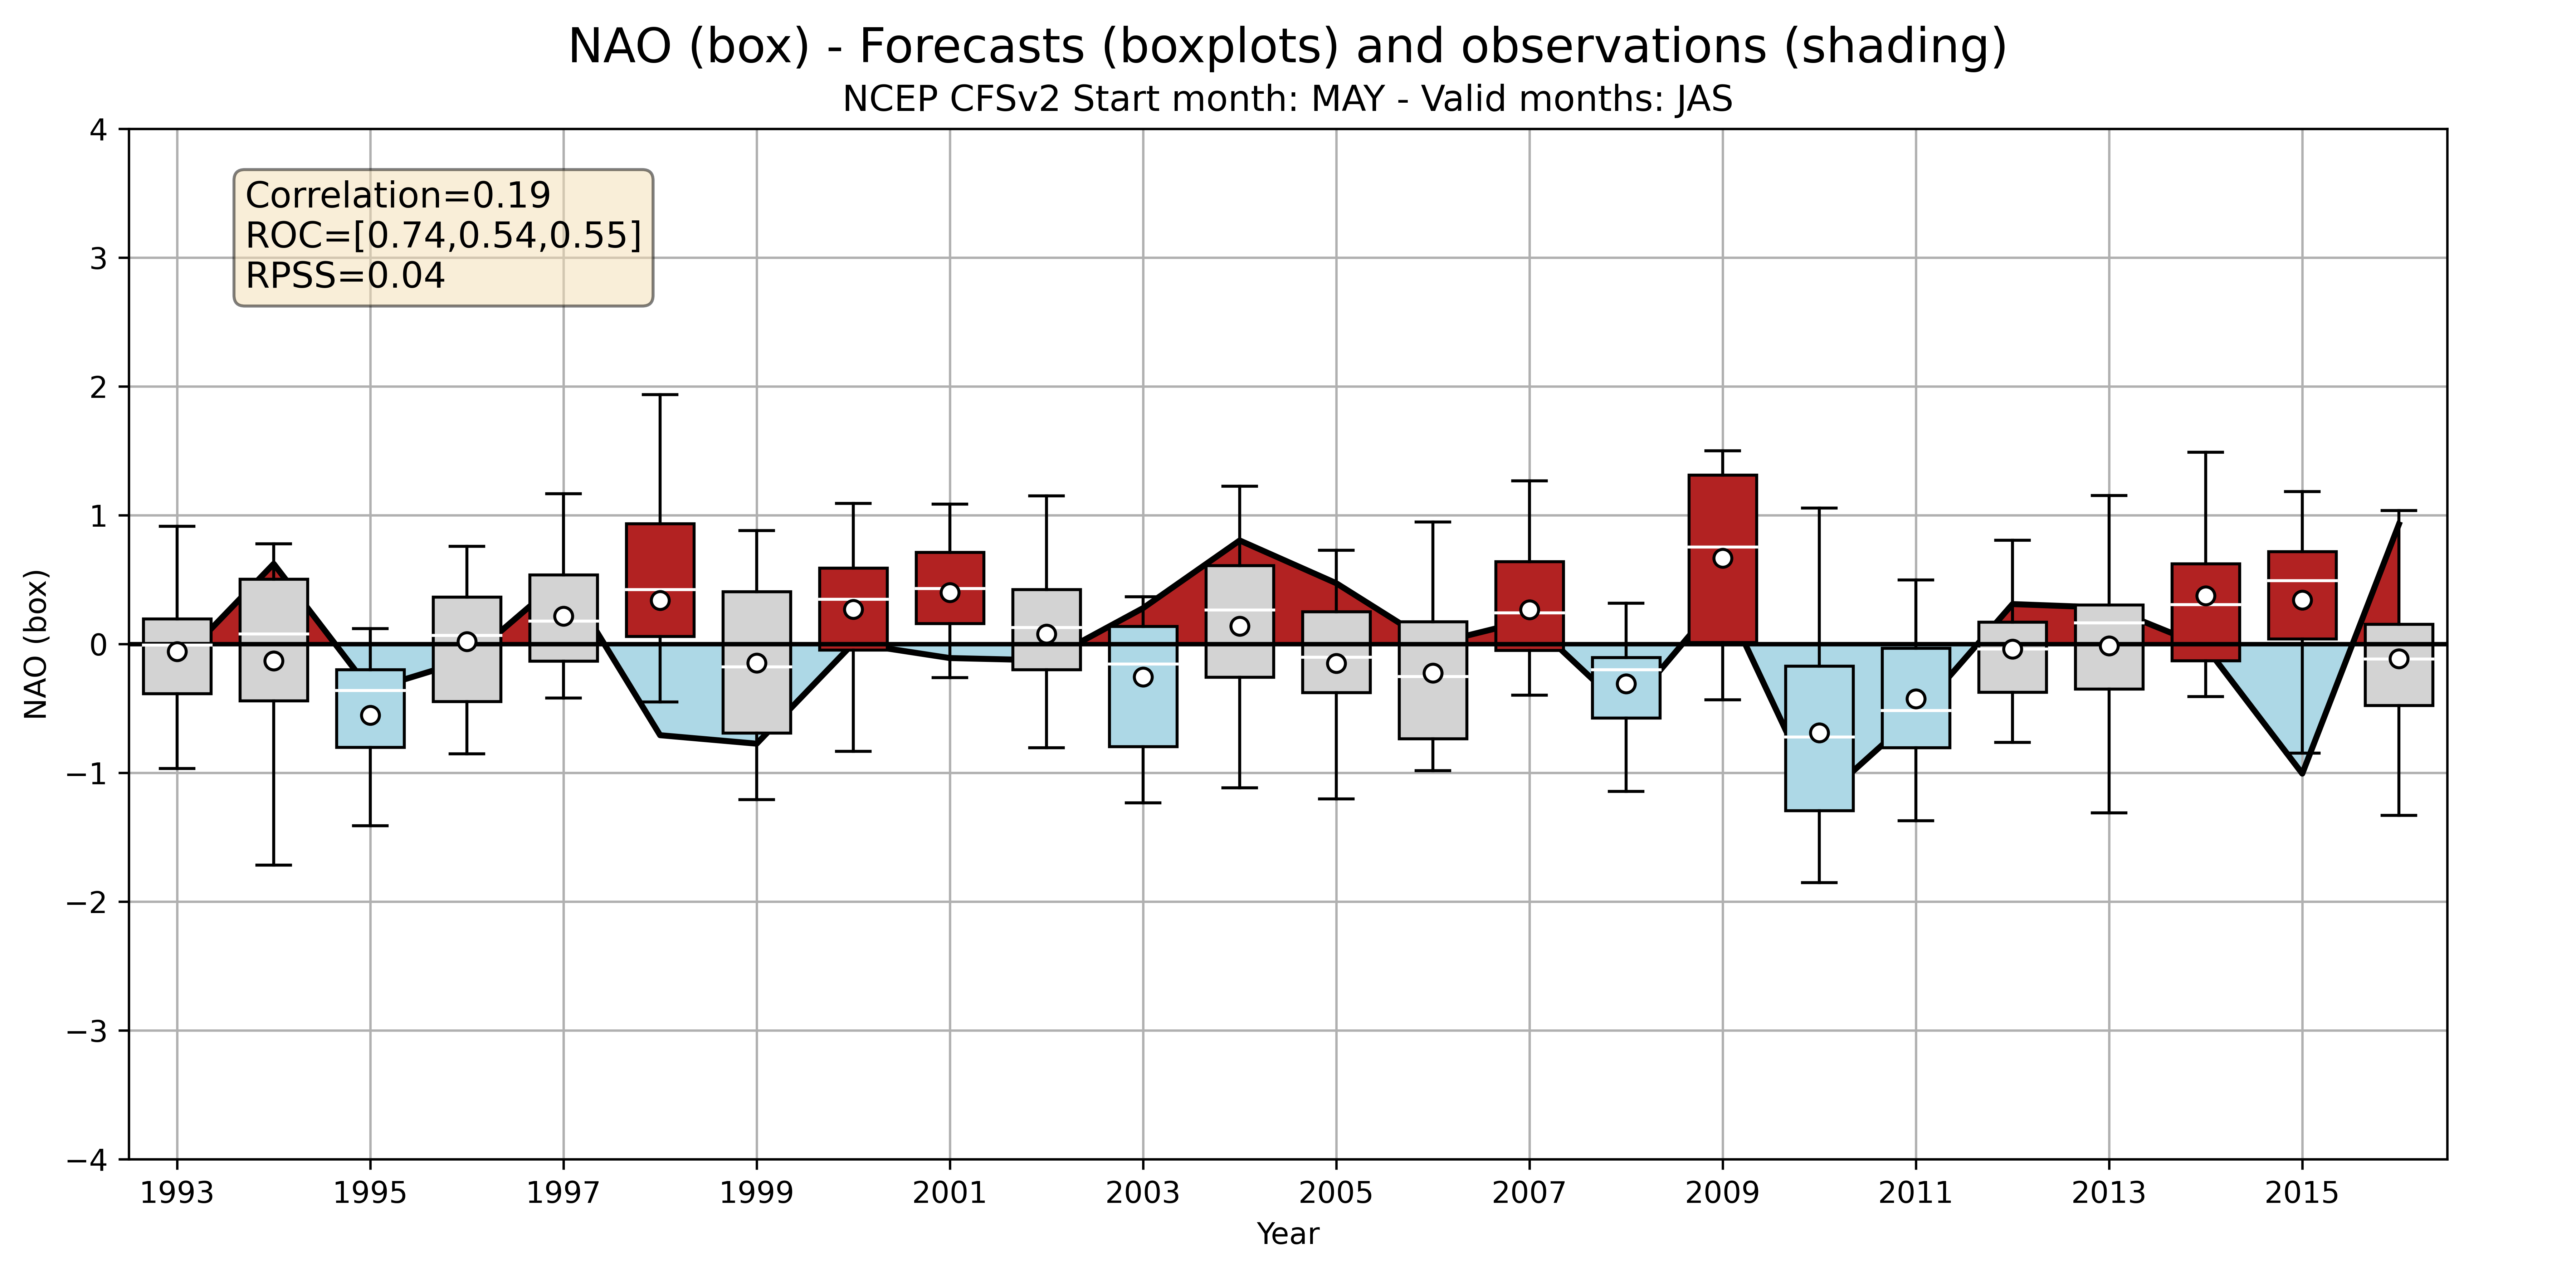 NAO (box) - Forecasts (boxplots) and observations (shading)
NCEP CFSv2 Start month: MAY - Valid months: JAS
Correlation=0.19
ROC=[0.74,0.54,0.55]
RPSS=0.04
NAO (box)
4
3
2
1
0
−1
−2
−3
−4
1993 1995 1997 1999 2001 2003 2005 2007 2009 2011 2013 2015
Year